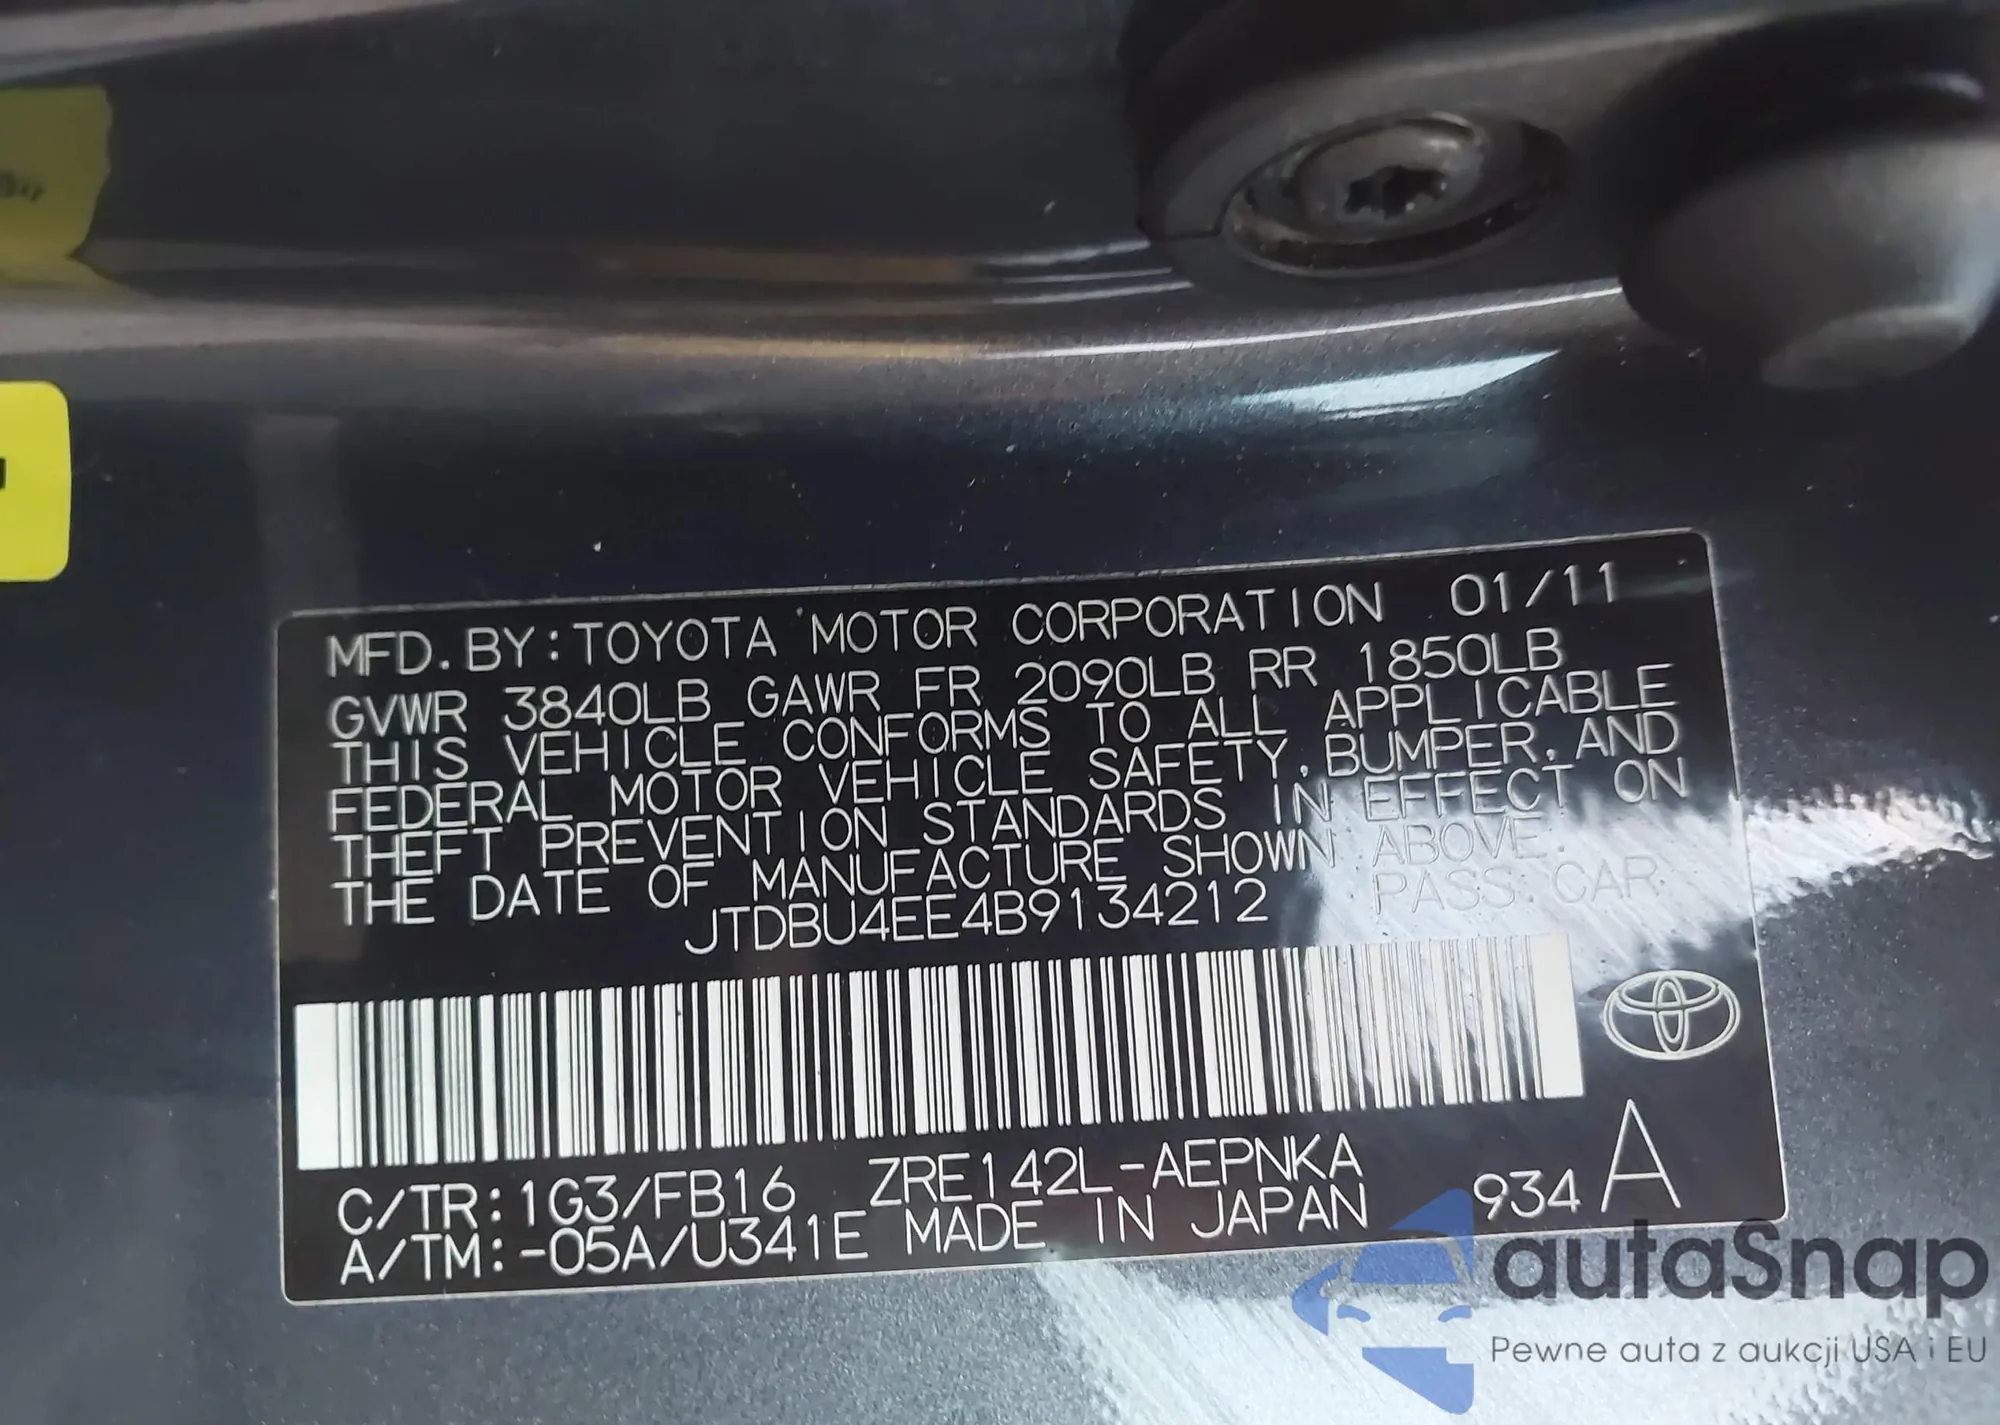 MFD. BY: TOYOTA MOTOR CORPORATION 01/11
GVWR 3840LB GAWR FR 2090LB RR 1850LB
THIS VEHICLE CONFORMS TO ALL APPLICABLE
FEDERAL MOTOR VEHICLE SAFETY, BUMPER, AND
THEFT PREVENTION STANDARDS IN EFFECT ON
THE DATE OF MANUFACTURE SHOWN ABOVE.
JTDBU4EE4B9134212 PASS. CAR
C/TR: 1G3/FB16 ZRE142L-AEPNKA
A/TM: -05A/U341E MADE IN JAPAN 934 A
autaSnap
Pewne auta z aukcji USA i EU